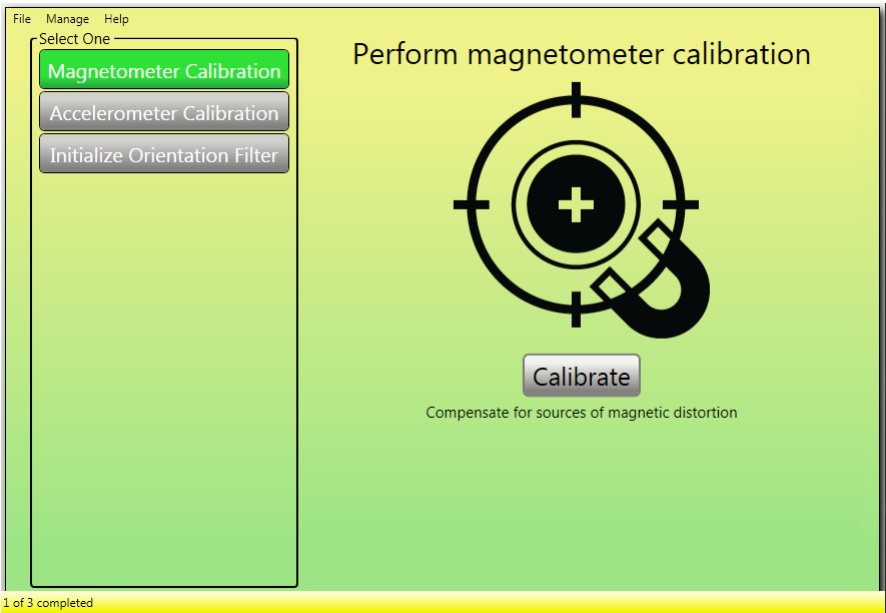 File Manage Help
Select One
Magnetometer Calibration
Accelerometer Calibration
Initialize Orientation Filter
Perform magnetometer calibration
Calibrate
Compensate for sources of magnetic distortion
1 of 3 completed